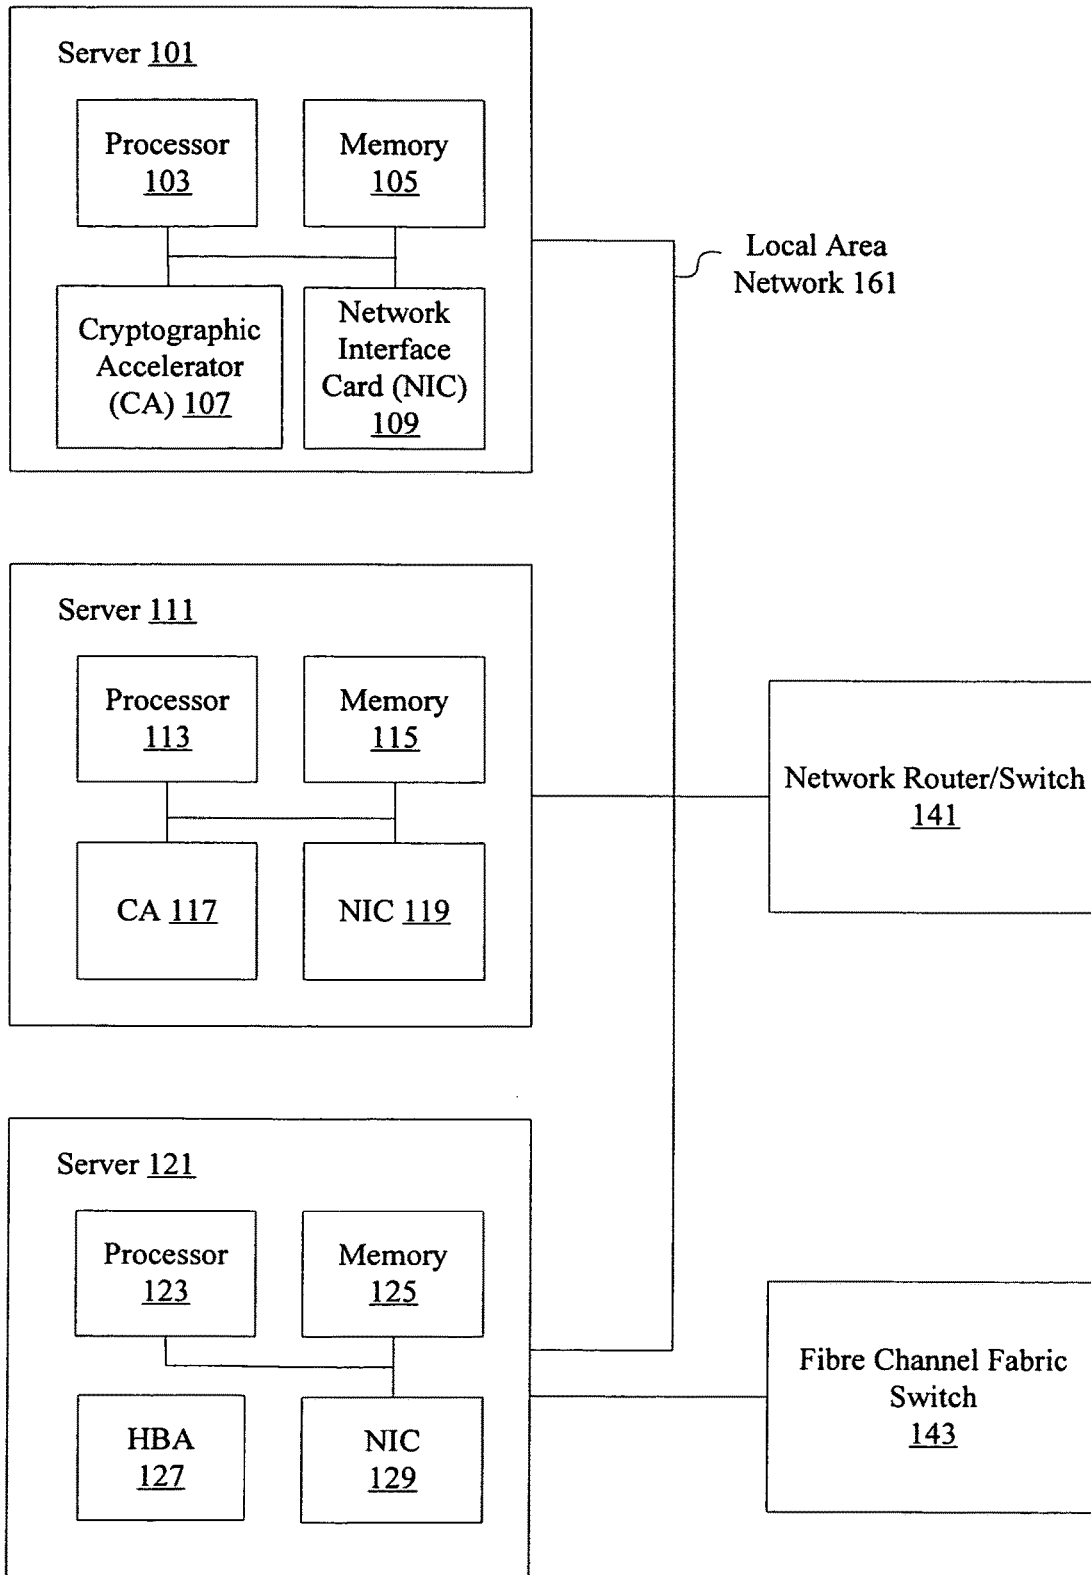 Server 101
Processor
103
Memory
105
Cryptographic
Accelerator
(CA) 107
Network
Interface
Card (NIC)
109
Local Area
Network 161
Server 111
Processor
113
Memory
115
CA 117
NIC 119
Network Router/Switch
141
Server 121
Processor
123
Memory
125
HBA
127
NIC
129
Fibre Channel Fabric
Switch
143